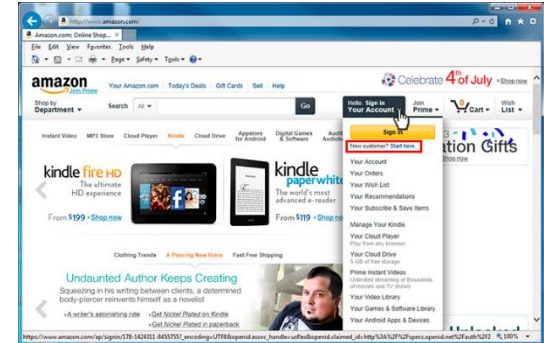 http://www.amazon.com/
Amazon.com: Online Shop...
File Edit View Favorites Tools Help
Page Safety Tools
amazon
Join Prime
Your Amazon.com Today's Deals Gift Cards Sell Help
Celebrate 4th of July Shop now
Shop by
Department
Search All Go
Hello. Sign in
Your Account
Join
Prime
Cart
Wish
List
Instant Video MP3 Store Cloud Player Kindle Cloud Drive Appstore for Android Digital Games & Software
Sign in
New customer? Start here.
ation Gifts
Shop now
kindle fire HD
The ultimate
HD experience
From $199 Shop now
kindle
paperwhite
The world's most
advanced e-reader
From $119
Your Account
Your Orders
Your Wish List
Your Recommendations
Your Subscribe & Save Items
Manage Your Kindle
Your Cloud Player
Play from any browser
Your Cloud Drive
5 GB of free storage
Prime Instant Videos
Unlimited streaming of thousands
of movies and TV shows
Your Video Library
Your Games & Software Library
Your Android Apps & Devices
Clothing Trends A Piercing New Voice Fast Free Shipping
Undaunted Author Keeps Creating
Squeezing in his writing between clients, a determined
body-piercer reinvents himself as a novelist
A writer's astonishing ride Get Nickel Plated on Kindle
Get Nickel Plated in paperback
100%